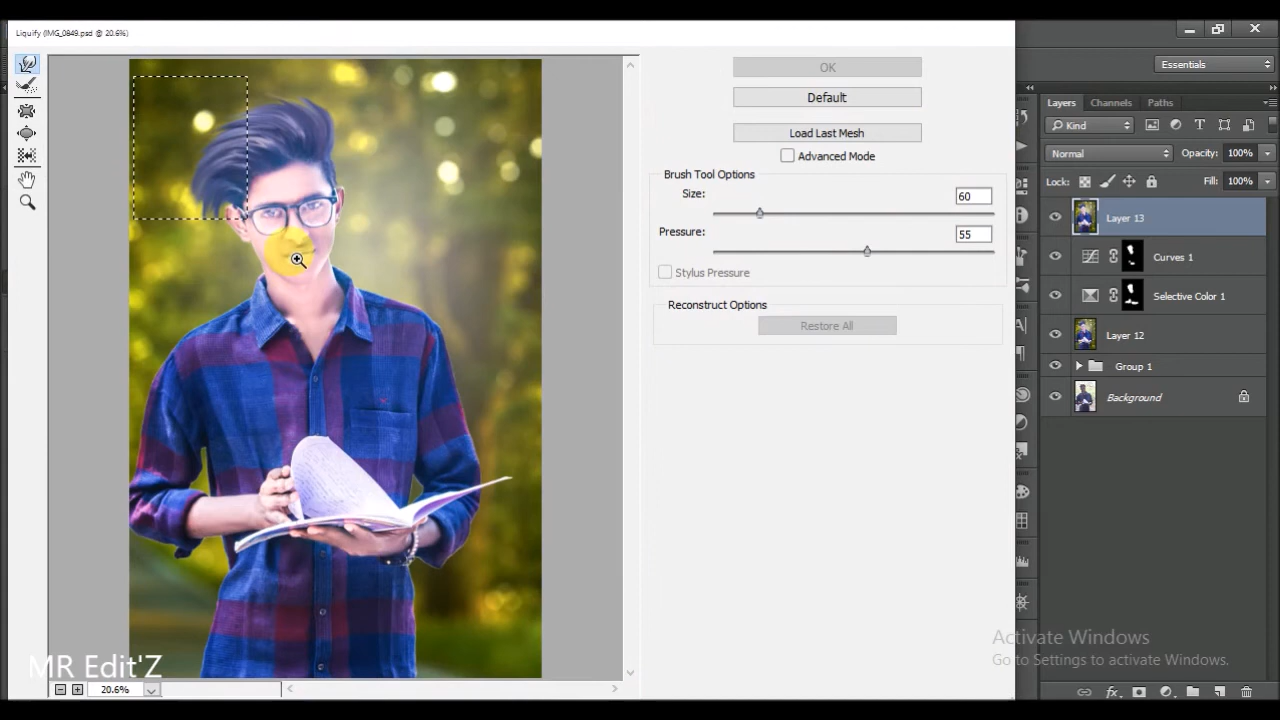 Liquify (IMG_0849.psd @ 20.6%)
Essentials
OK
Default
Load Last Mesh
Advanced Mode
Brush Tool Options
Size:
60
Pressure:
55
Stylus Pressure
Reconstruct Options
Restore All
Layers Channels Paths
Kind
Normal
Opacity: 100%
Lock:
Fill: 100%
Layer 13
Curves 1
Selective Color 1
Layer 12
Group 1
Background
Activate Windows
Go to Settings to activate Windows.
MR Edit'Z
20.6%
fx